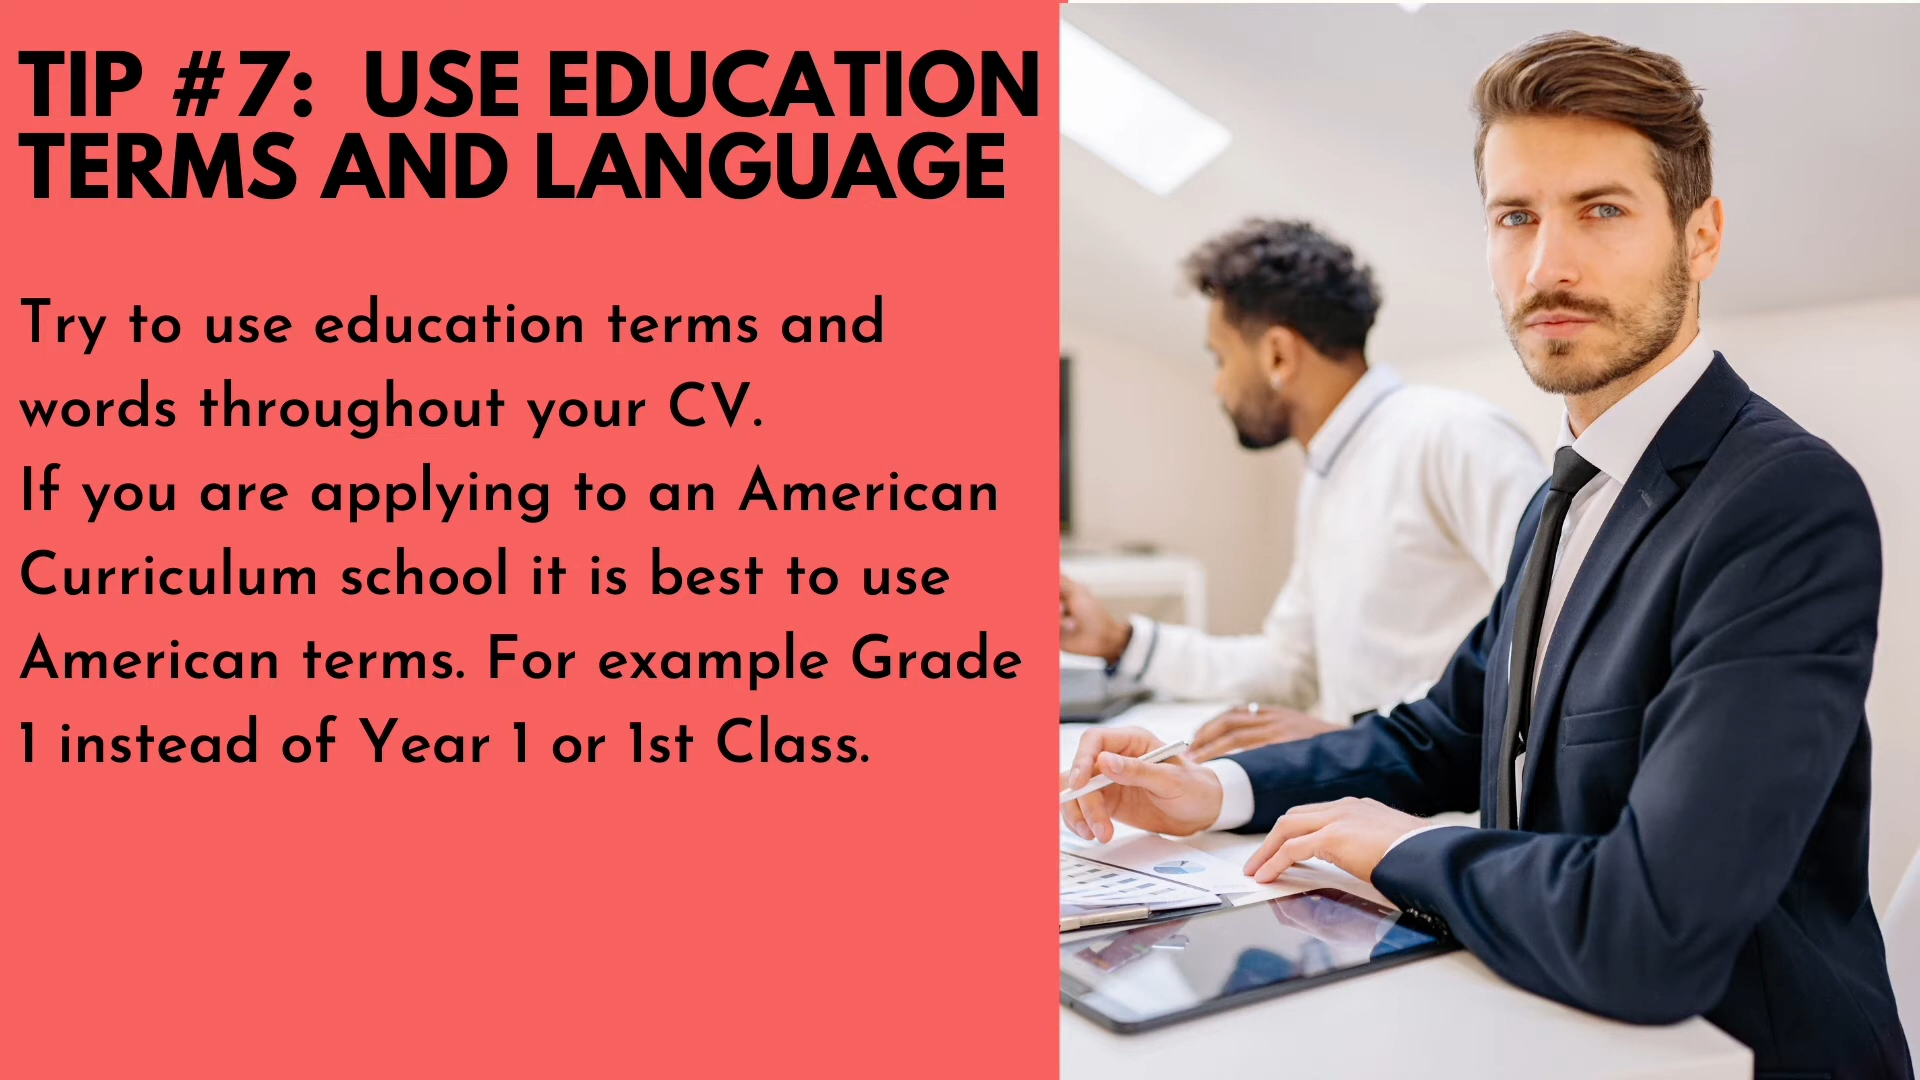 TIP #7: USE EDUCATION
TERMS AND LANGUAGE
Try to use education terms and
words throughout your CV.
If you are applying to an American
Curriculum school it is best to use
American terms. For example Grade
1 instead of Year 1 or 1st Class.